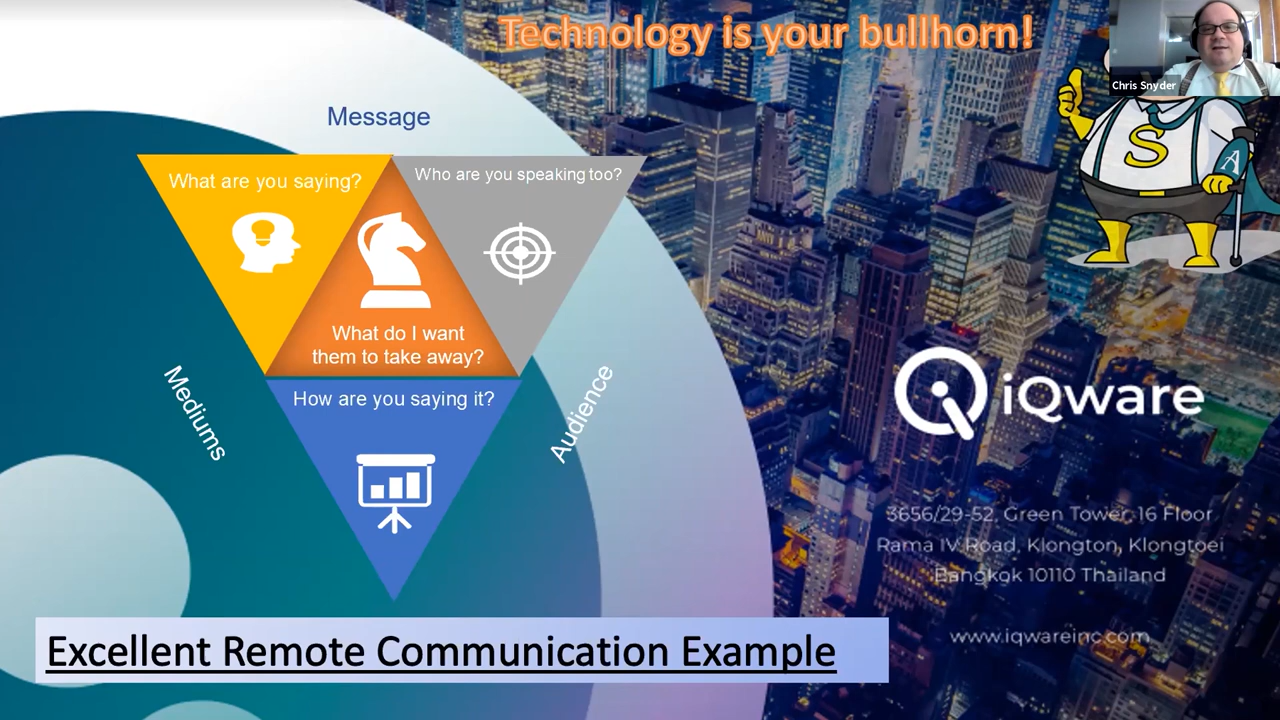 Technology is your bullhorn!
Chris Snyder
Message
What are you saying?
Who are you speaking too?
S
A
What do I want
them to take away?
How are you saying it?
Mediums
Audience
iQware
3656/29-52, Green Tower, 16 Floor
Rama IV Road, Klongton, Klongtoei
Bangkok 10110 Thailand
www.iqwareinc.com
Excellent Remote Communication Example